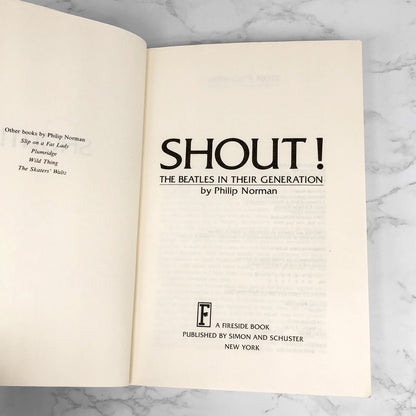 Other books by Philip Norman
Slip on a Fat Lady
Plumridge
Wild Thing
The Skaters' Waltz
SHOUT!
THE BEATLES IN THEIR GENERATION
by Philip Norman
F
A FIRESIDE BOOK
PUBLISHED BY SIMON AND SCHUSTER
NEW YORK